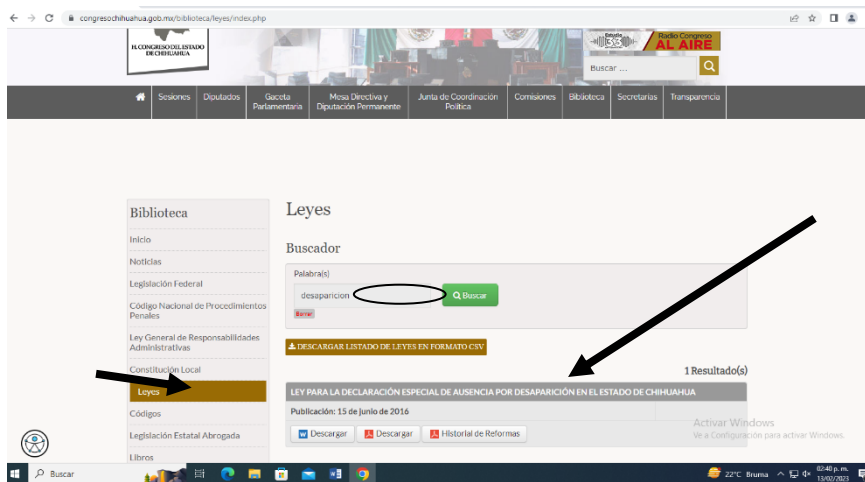 congresochihuahua.gob.mx/biblioteca/leyes/index.php
H. CONGRESO DEL ESTADO
DE CHIHUAHUA
Estudio
Radio Congreso
AL AIRE
Buscar ...
Sesiones
Diputados
Gaceta
Parlamentaria
Mesa Directiva y
Diputación Permanente
Junta de Coordinación
Política
Comisiones
Biblioteca
Secretarías
Transparencia
Biblioteca
Inicio
Noticias
Legislación Federal
Código Nacional de Procedimientos
Penales
Ley General de Responsabilidades
Administrativas
Constitución Local
Leyes
Códigos
Legislación Estatal Abrogada
Libros
Leyes
Buscador
Palabra(s)
desaparicion
Buscar
Borrar
DESCARGAR LISTADO DE LEYES EN FORMATO CSV
1 Resultado(s)
LEY PARA LA DECLARACIÓN ESPECIAL DE AUSENCIA POR DESAPARICIÓN EN EL ESTADO DE CHIHUAHUA
Publicación: 15 de junio de 2016
Descargar
Descargar
Historial de Reformas
Activar Windows
Ve a Configuración para activar Windows.
Buscar
22°C Bruma
02:40 p. m.
13/02/2023